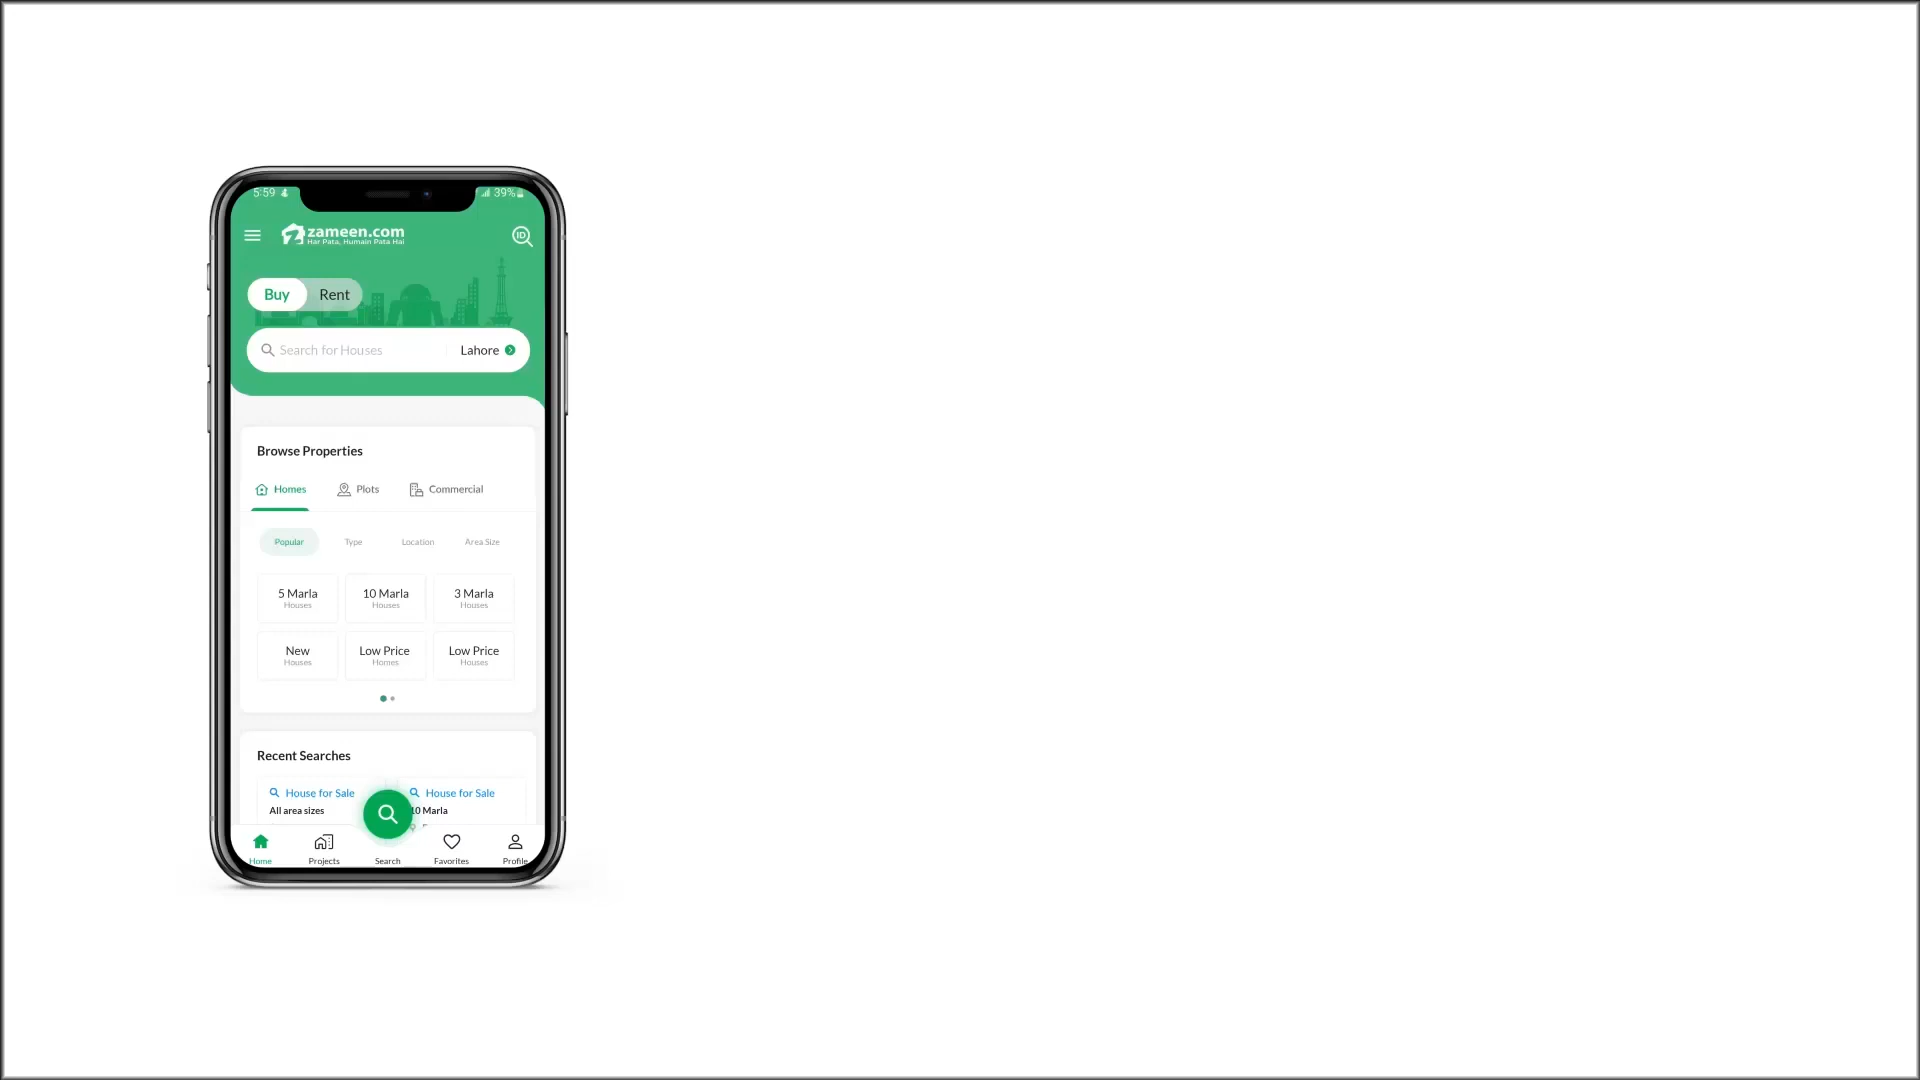 5:59 39%
zameen.com
Har Pata, Humain Pata Hai
ID
Buy Rent
Search for Houses Lahore
Browse Properties
Homes Plots Commercial
Popular Type Location Area Size
5 Marla 10 Marla 3 Marla
Houses Houses Houses
New Low Price Low Price
Houses Homes Houses
Recent Searches
House for Sale House for Sale
All area sizes 10 Marla
Home Projects Search Favorites Profile